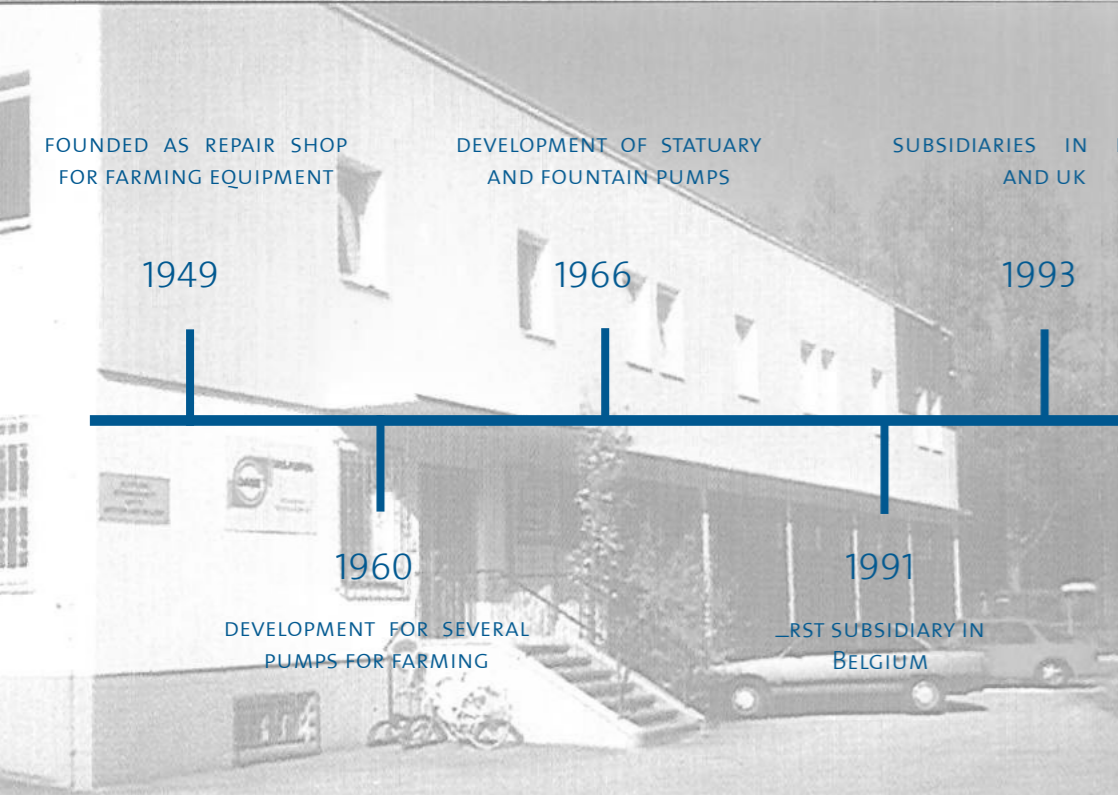 FOUNDED AS REPAIR SHOP
FOR FARMING EQUIPMENT
1949
DEVELOPMENT OF STATUARY
AND FOUNTAIN PUMPS
1966
SUBSIDIARIES IN
AND UK
1993
1960
DEVELOPMENT FOR SEVERAL
PUMPS FOR FARMING
1991
_RST SUBSIDIARY IN
BELGIUM
OASE